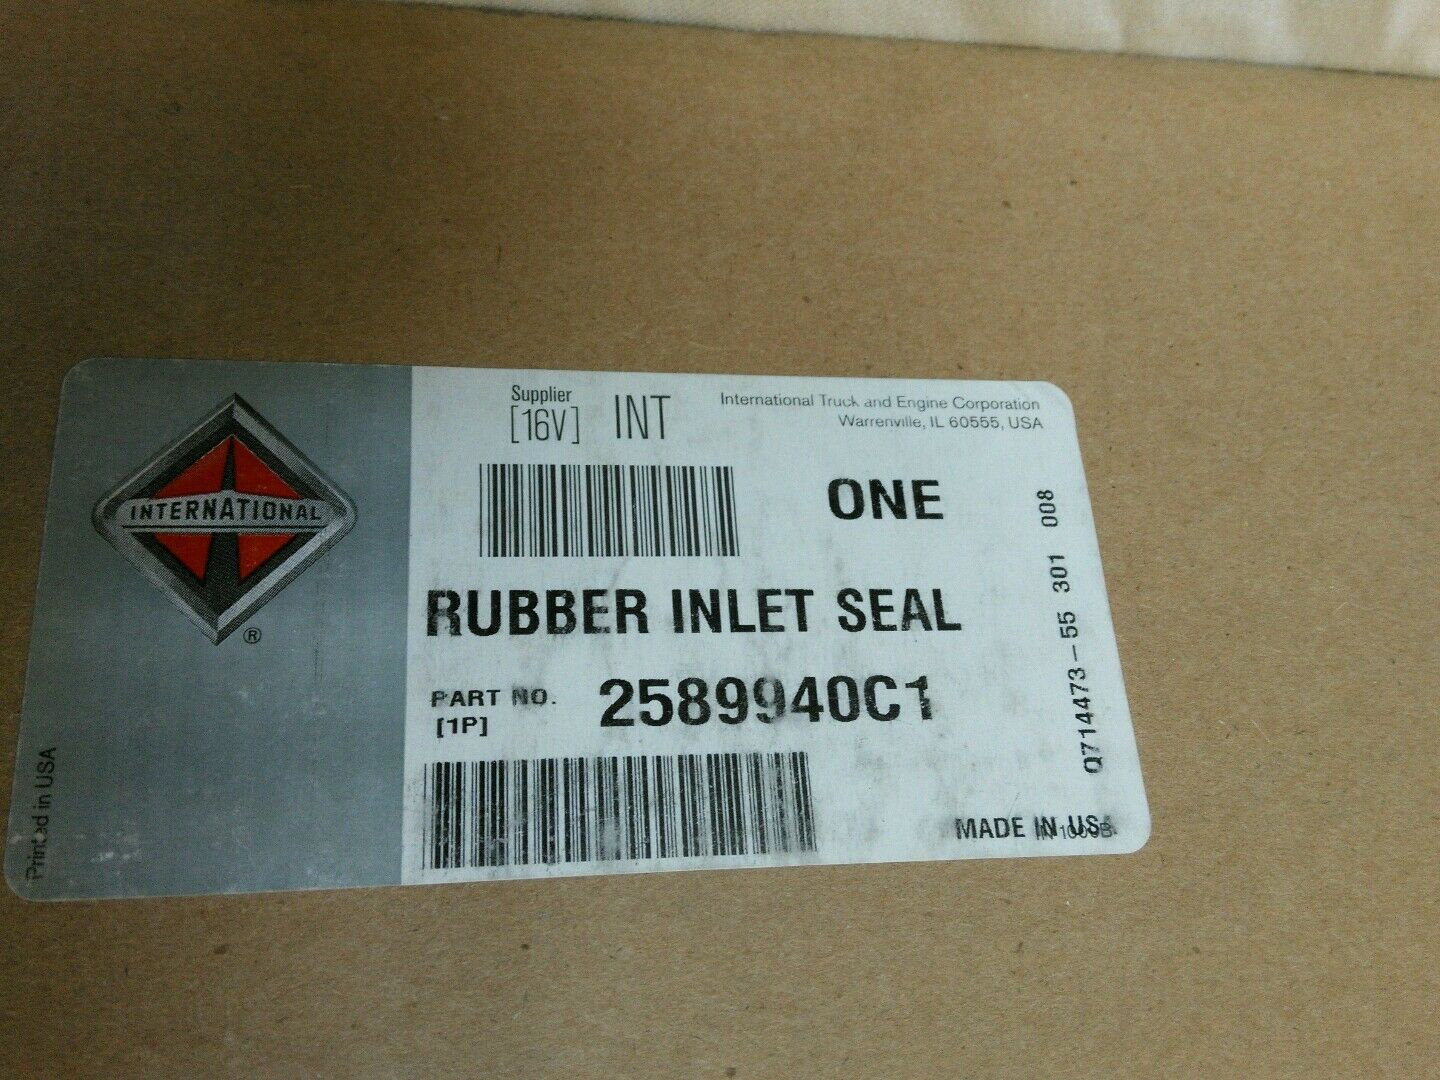 INTERNATIONAL
®
Printed in USA
Supplier
[16V] INT
International Truck and Engine Corporation
Warrenville, IL 60555, USA
ONE
RUBBER INLET SEAL
PART NO. 2589940C1
[1P]
Q714473-55 301 008
MADE IN USA